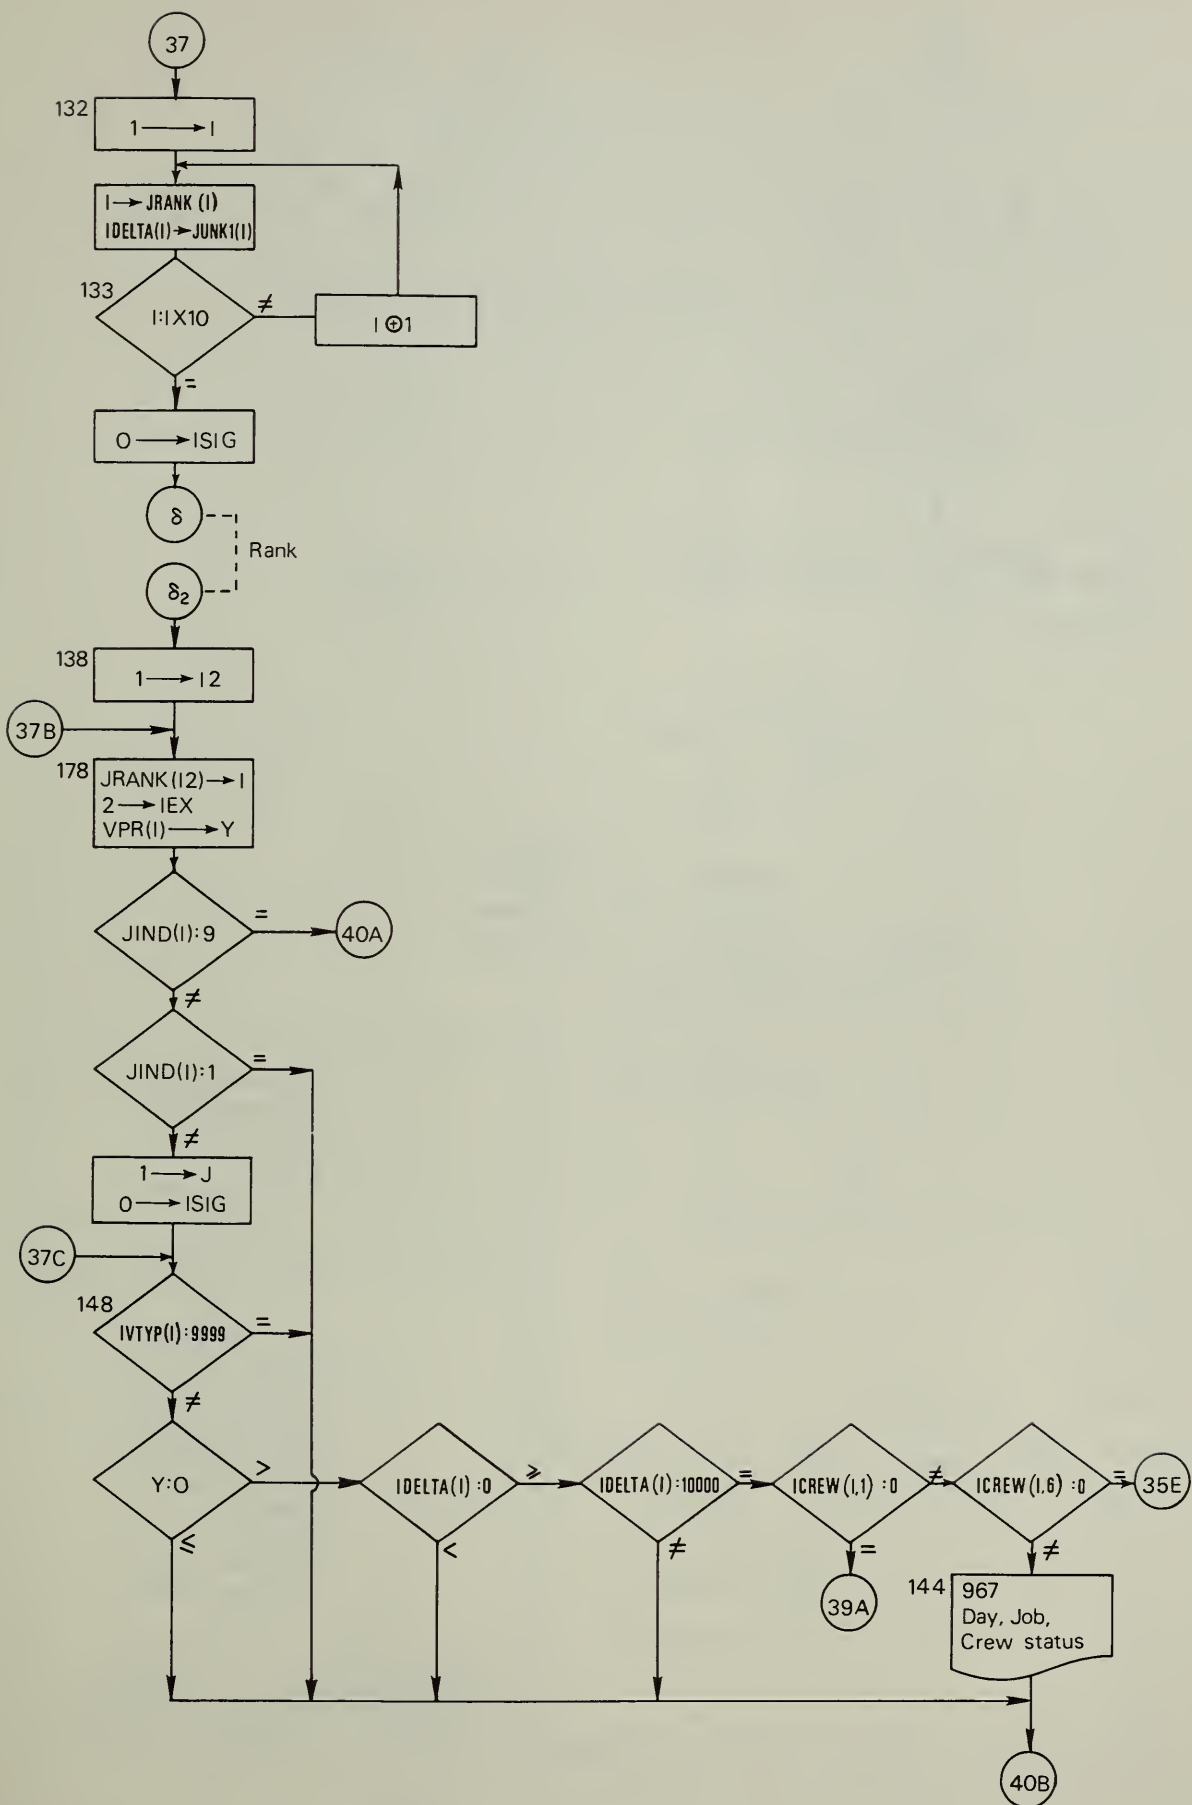 37
132
1 → I
I → JRANK (I)
IDELTA(I) → JUNK1(I)
133
I:IX10
≠
I ⊕ 1
=
0 → ISIG
δ
Rank
δ₂
138
1 → I2
37B
178
JRANK(I2) → I
2 → IEX
VPR(I) → Y
JIND(I):9
=
40A
≠
JIND(I):1
=
≠
1 → J
0 → ISIG
37C
148
IVTYP(I):9999
=
≠
Y:0
>
≤
IDELTA(I) :0
≥
<
IDELTA(I) :10000
=
≠
ICREW(I,1) :0
≠
=
39A
ICREW(I,6) :0
=
35E
≠
144
967
Day, Job,
Crew status
40B